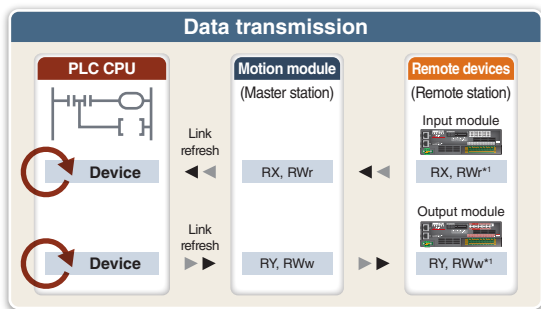 Data transmission
PLC CPU
Motion module
(Master station)
Remote devices
(Remote station)
Input module
Link
refresh
Device
RX, RWr
RX, RWr*1
Output module
Link
refresh
Device
RY, RWw
RY, RWw*1